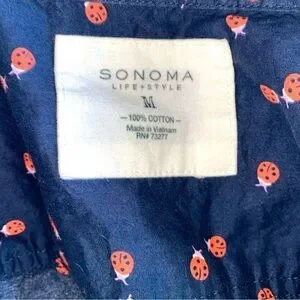 SONOMA
LIFE+STYLE
M
—100% COTTON—
Made in Vietnam
RN# 73277